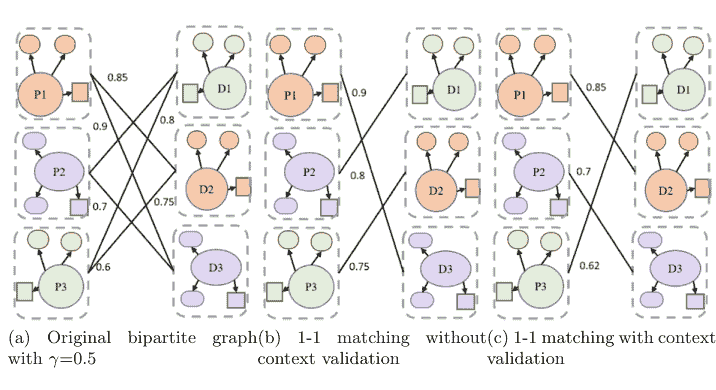 P1
0.85
0.9
D1
0.8
P2
0.7
D2
0.75
P3
0.6
D3
P1
0.9
D1
P2
0.8
D2
P3
0.75
D3
P1
0.85
D1
P2
0.7
D2
P3
0.62
D3
(a) Original bipartite graph
with γ=0.5
(b) 1-1 matching without
context validation
(c) 1-1 matching with context
validation